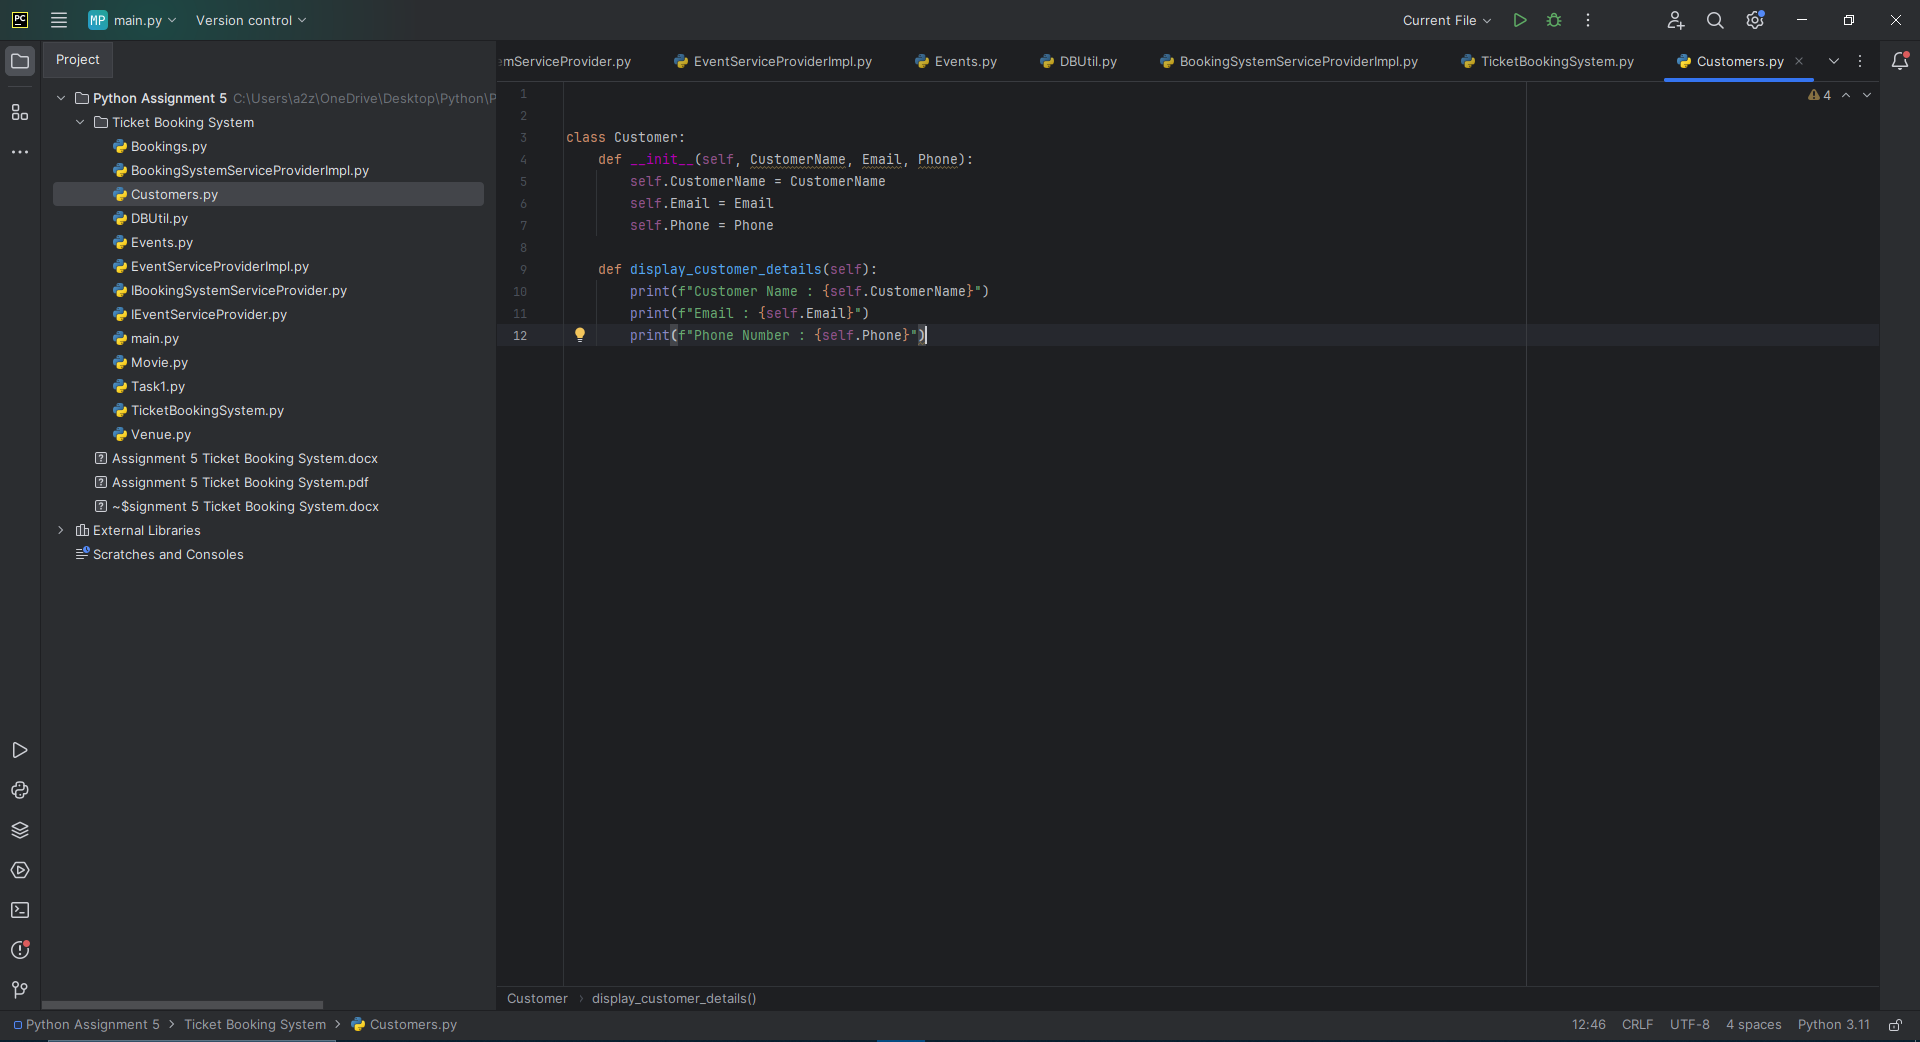 PC MP main.py Version control Current File
Project
emServiceProvider.py EventServiceProviderImpl.py Events.py DBUtil.py BookingSystemServiceProviderImpl.py TicketBookingSystem.py Customers.py
4
Python Assignment 5 C:\Users\a2z\OneDrive\Desktop\Python\P
Ticket Booking System
Bookings.py
BookingSystemServiceProviderImpl.py
Customers.py
DBUtil.py
Events.py
EventServiceProviderImpl.py
IBookingSystemServiceProvider.py
IEventServiceProvider.py
main.py
Movie.py
Task1.py
TicketBookingSystem.py
Venue.py
Assignment 5 Ticket Booking System.docx
Assignment 5 Ticket Booking System.pdf
~$signment 5 Ticket Booking System.docx
External Libraries
Scratches and Consoles
1
2
3 class Customer:
4     def __init__(self, CustomerName, Email, Phone):
5         self.CustomerName = CustomerName
6         self.Email = Email
7         self.Phone = Phone
8
9     def display_customer_details(self):
10         print(f"Customer Name : {self.CustomerName}")
11         print(f"Email : {self.Email}")
12         print(f"Phone Number : {self.Phone}")
Customer > display_customer_details()
Python Assignment 5 > Ticket Booking System > Customers.py 12:46 CRLF UTF-8 4 spaces Python 3.11